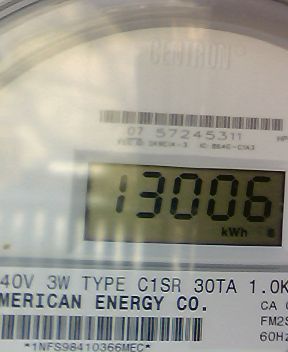 CENTRON®
07 57245311
13006
kWh
40V 3W TYPE C1SR 30TA 1.0K
MERICAN ENERGY CO. CA
FM2S
60Hz
*1NFS98410366MEC*